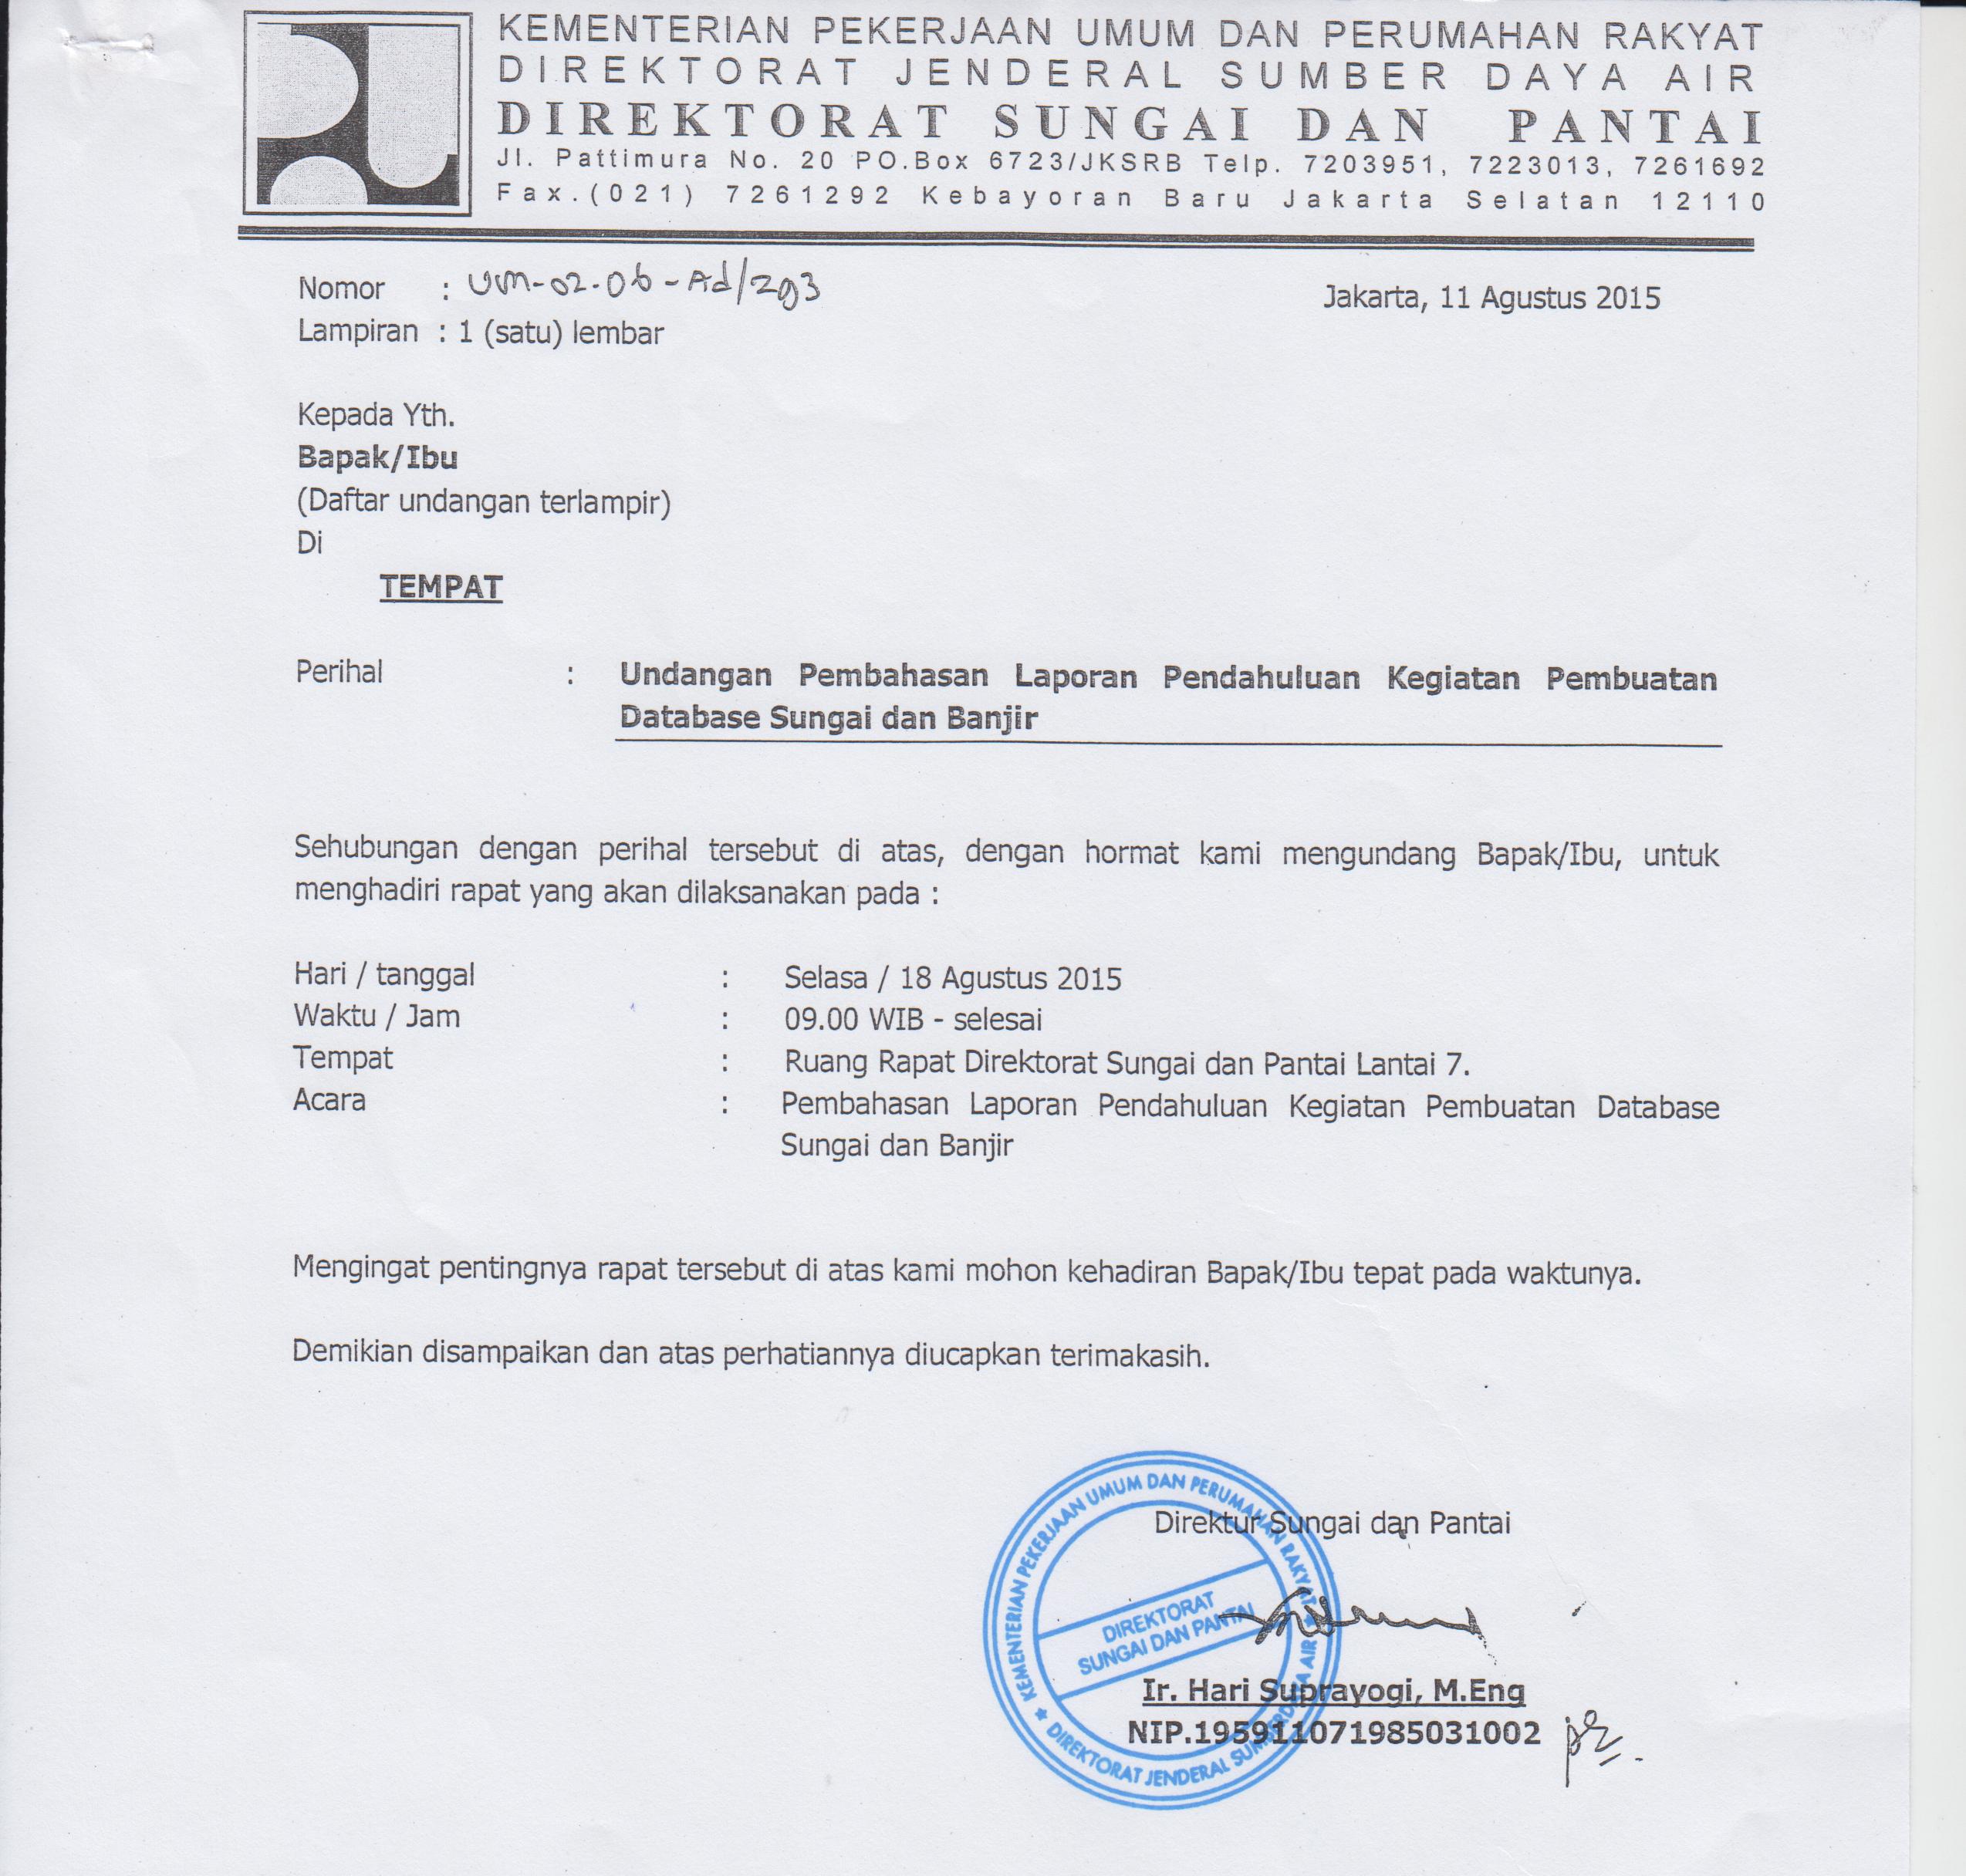 KEMENTERIAN PEKERJAAN UMUM DAN PERUMAHAN RAKYAT
DIREKTORAT JENDERAL SUMBER DAYA AIR
DIREKTORAT SUNGAI DAN PANTAI
Jl. Pattimura No. 20 PO.Box 6723/JKSRB Telp. 7203951, 7223013, 7261692
Fax.(021) 7261292 Kebayoran Baru Jakarta Selatan 12110
Nomor : UM-02-06-Ad/293
Jakarta, 11 Agustus 2015
Lampiran : 1 (satu) lembar
Kepada Yth.
Bapak/Ibu
(Daftar undangan terlampir)
Di
TEMPAT
Perihal : Undangan Pembahasan Laporan Pendahuluan Kegiatan Pembuatan
Database Sungai dan Banjir
Sehubungan dengan perihal tersebut di atas, dengan hormat kami mengundang Bapak/Ibu, untuk
menghadiri rapat yang akan dilaksanakan pada :
Hari / tanggal : Selasa / 18 Agustus 2015
Waktu / Jam : 09.00 WIB - selesai
Tempat : Ruang Rapat Direktorat Sungai dan Pantai Lantai 7.
Acara : Pembahasan Laporan Pendahuluan Kegiatan Pembuatan Database
Sungai dan Banjir
Mengingat pentingnya rapat tersebut di atas kami mohon kehadiran Bapak/Ibu tepat pada waktunya.
Demikian disampaikan dan atas perhatiannya diucapkan terimakasih.
Direktur Sungai dan Pantai
KEMENTERIAN PEKERJAAN UMUM DAN PERUMAHAN RAKYAT
DIREKTORAT
SUNGAI DAN PANTAI
DIREKTORAT JENDERAL SUMBERDAYA AIR
Ir. Hari Suprayogi, M.Eng
NIP.195911071985031002